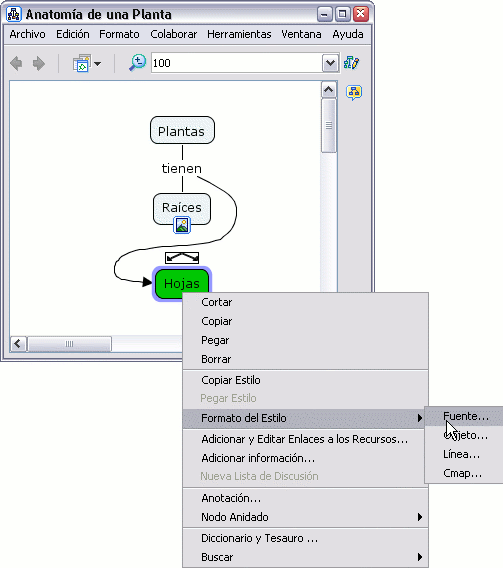 Anatomía de una Planta
Archivo Edición Formato Colaborar Herramientas Ventana Ayuda
100
Plantas
tienen
Raíces
Hojas
Cortar
Copiar
Pegar
Borrar
Copiar Estilo
Pegar Estilo
Formato del Estilo
Fuente...
Objeto...
Línea...
Cmap...
Adicionar y Editar Enlaces a los Recursos...
Adicionar información...
Nueva Lista de Discusión
Anotación...
Nodo Anidado
Diccionario y Tesauro ...
Buscar